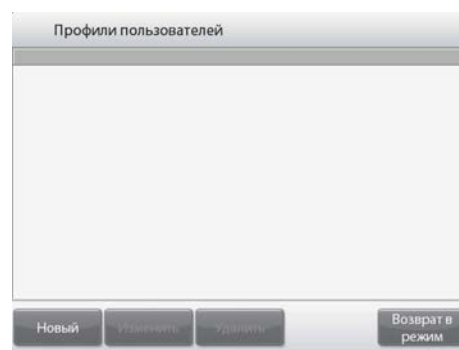 Профили пользователей
Новый
Изменить
Удалить
Возврат в
режим